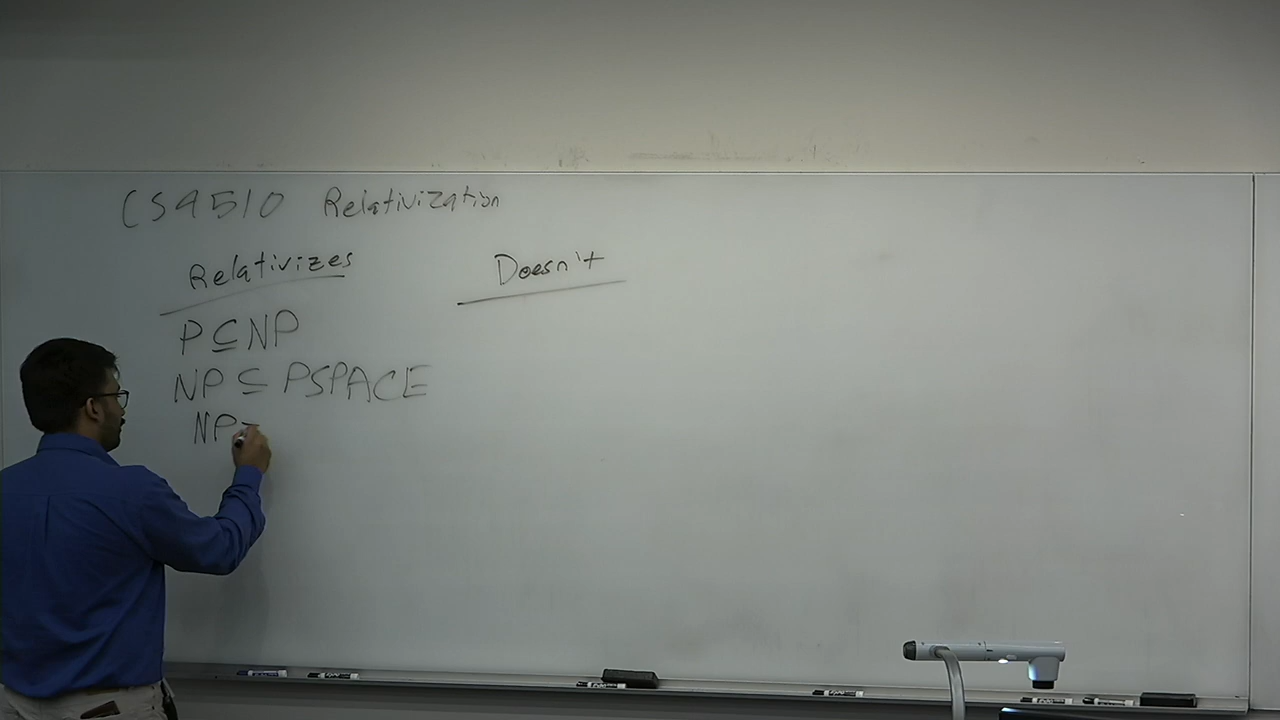 CS4510 Relativization
Relativizes Doesn't
P ⊆ NP
NP ⊆ PSPACE
NP